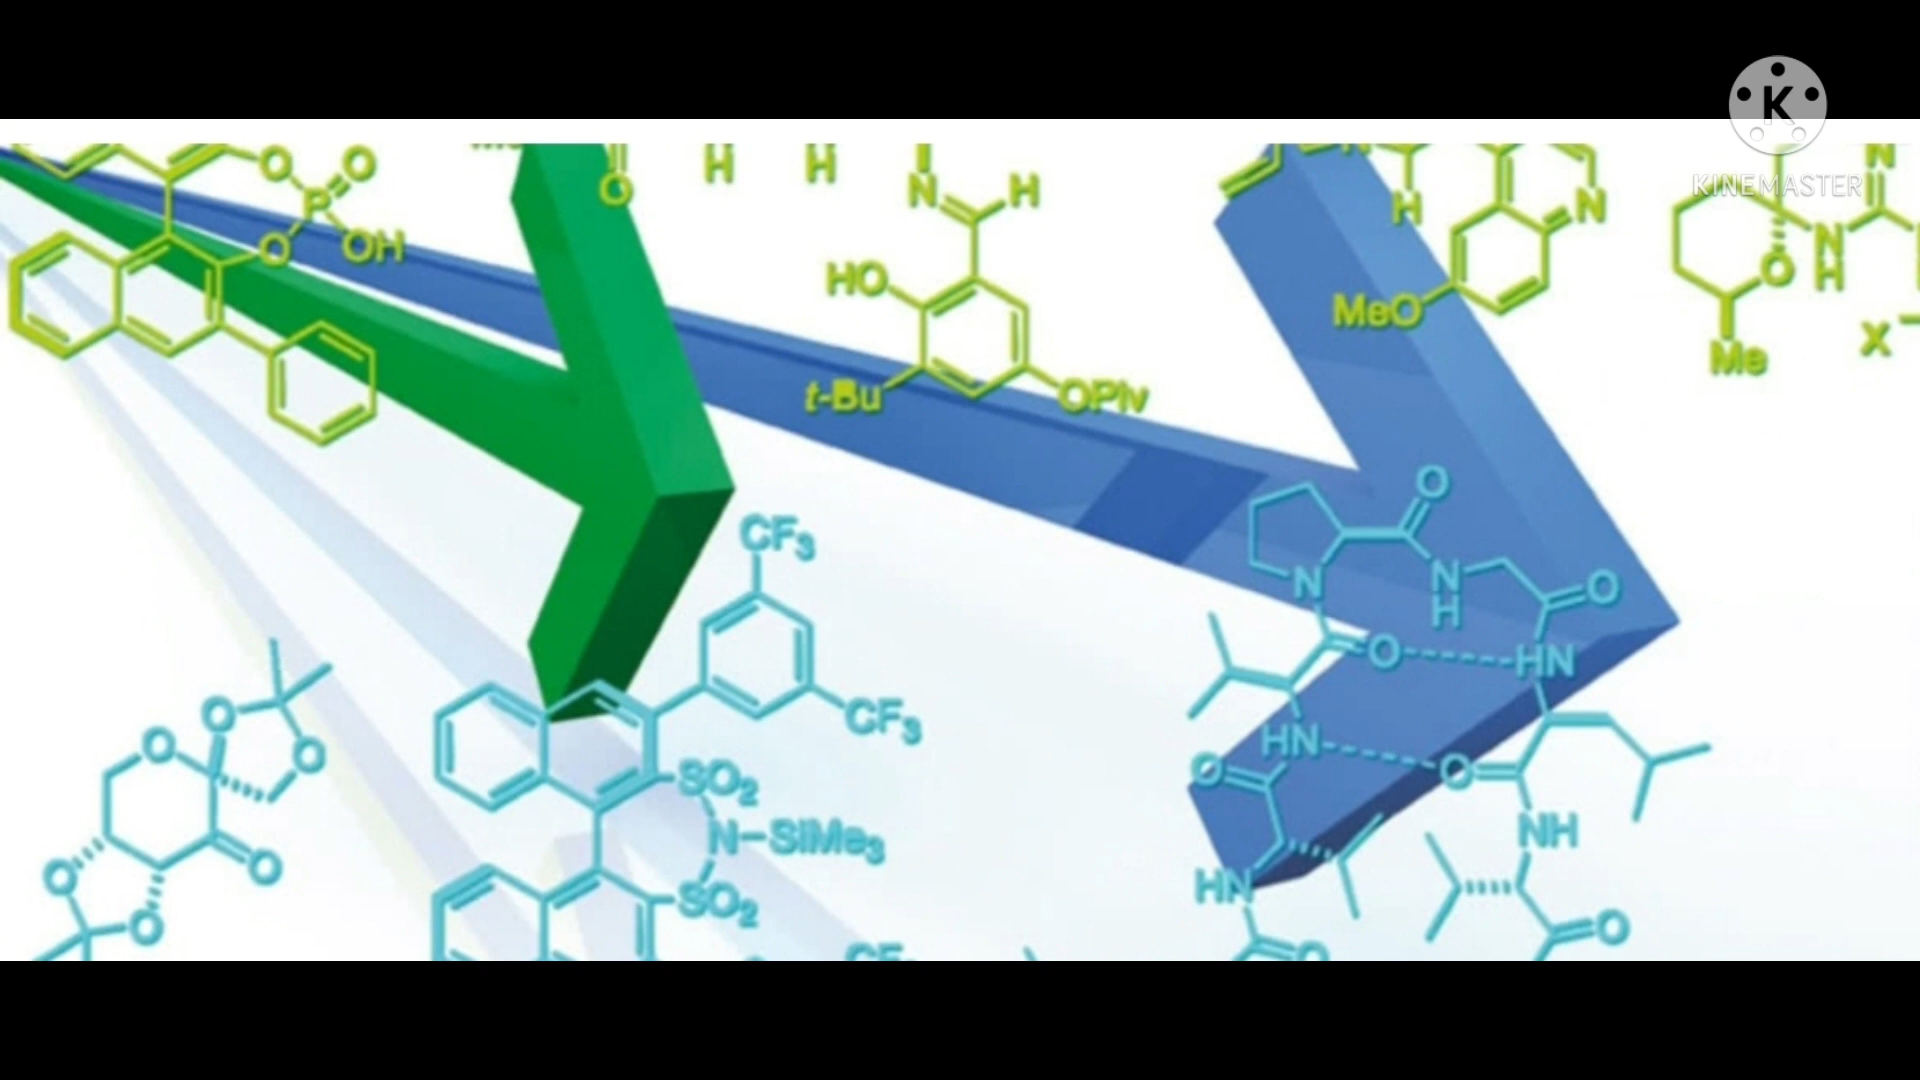 K
KINEMASTER
O
O
P
O
OH
O
H
H
N
H
HO
t-Bu
OPiv
H
N
MeO
N
O
N
H
Me
X
CF3
CF3
SO2
N-SiMe3
SO2
O
O
O
O
O
O
O
N
N
H
O
O
HN
HN
O
O
NH
HN
O